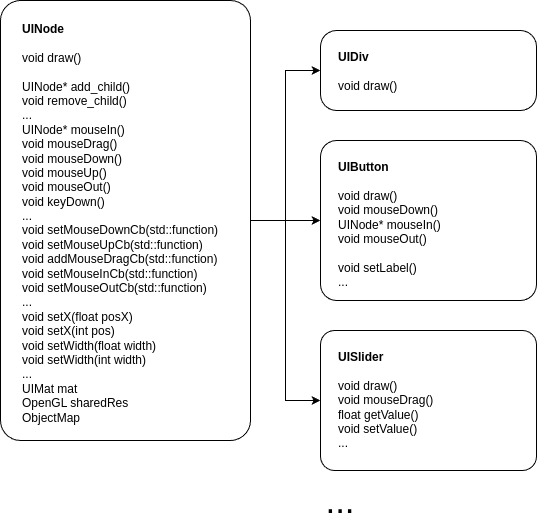 UINode
void draw()
UINode* add_child()
void remove_child()
...
UINode* mouseIn()
void mouseDrag()
void mouseDown()
void mouseUp()
void mouseOut()
void keyDown()
...
void setMouseDownCb(std::function)
void setMouseUpCb(std::function)
void addMouseDragCb(std::function)
void setMouseInCb(std::function)
void setMouseOutCb(std::function)
...
void setX(float posX)
void setX(int pos)
void setWidth(float width)
void setWidth(int width)
...
UIMat mat
OpenGL sharedRes
ObjectMap
UIDiv
void draw()
UIButton
void draw()
void mouseDown()
UINode* mouseIn()
void mouseOut()
void setLabel()
...
UISlider
void draw()
void mouseDrag()
float getValue()
void setValue()
...
...